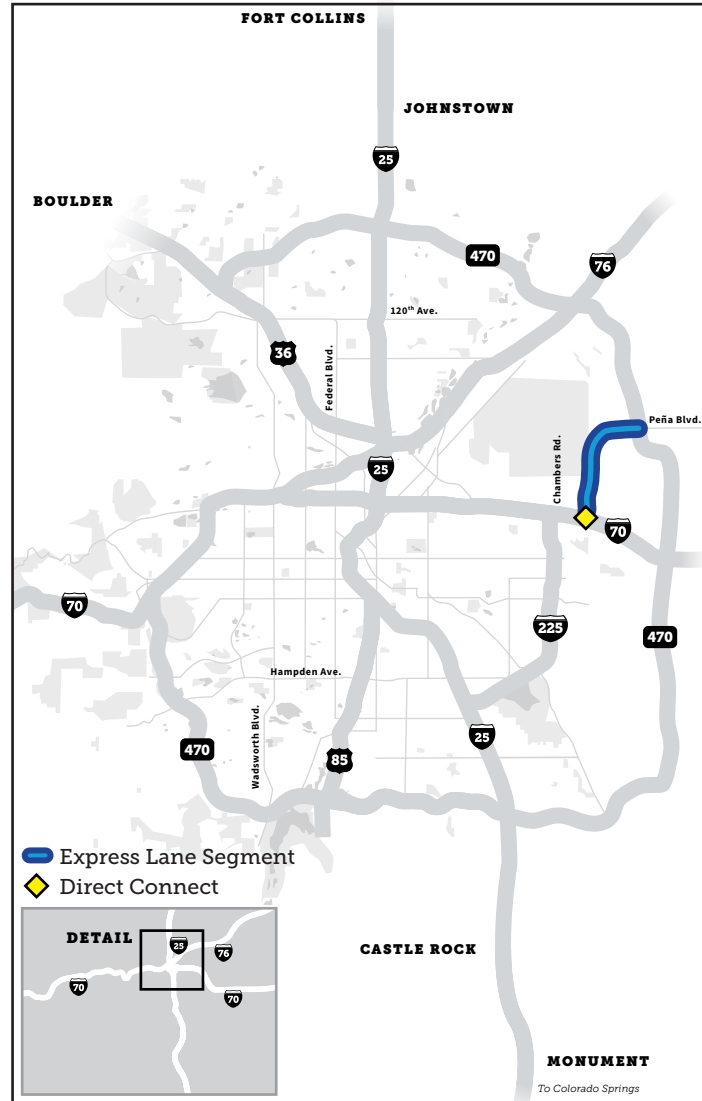 FORT COLLINS
JOHNSTOWN
25
BOULDER
470
76
120th Ave.
36
Federal Blvd.
Peña Blvd.
Chambers Rd.
25
70
70
225
470
Hampden Ave.
Wadsworth Blvd.
25
470
85
Express Lane Segment
Direct Connect
DETAIL
25
76
70
70
CASTLE ROCK
MONUMENT
To Colorado Springs